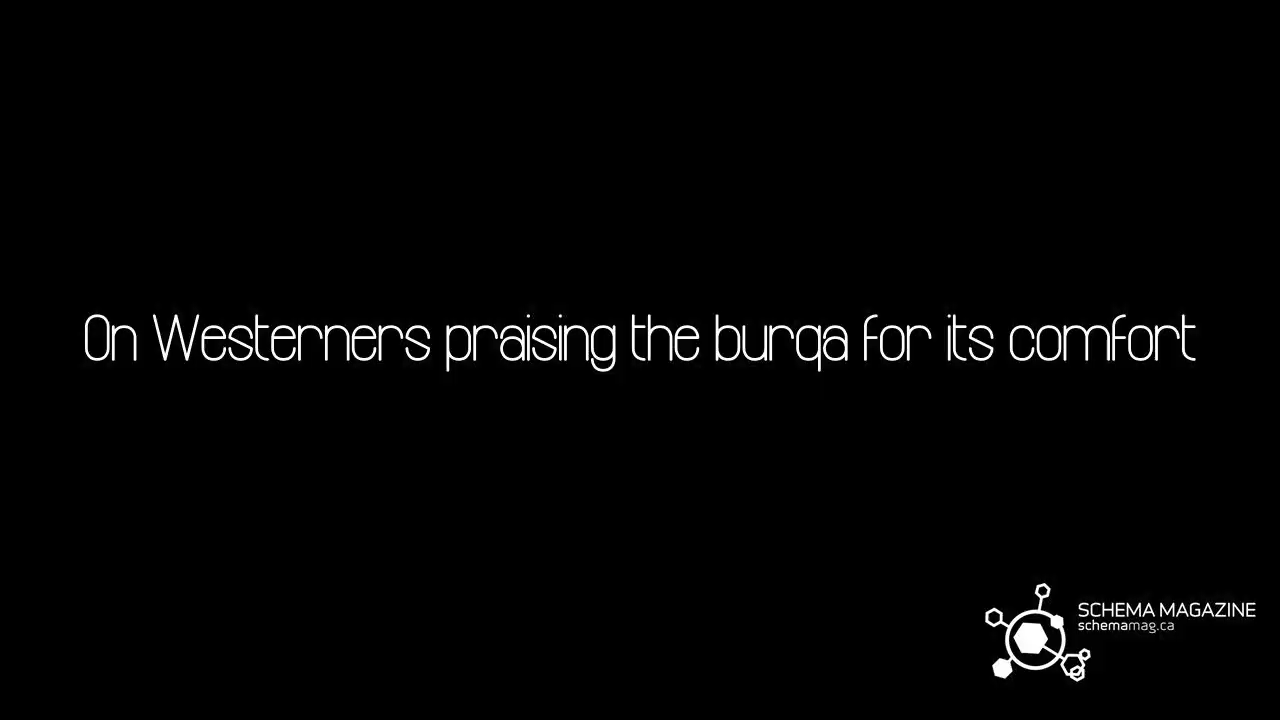 On Westerners praising the burqa for its comfort
SCHEMA MAGAZINE
schemamag.ca